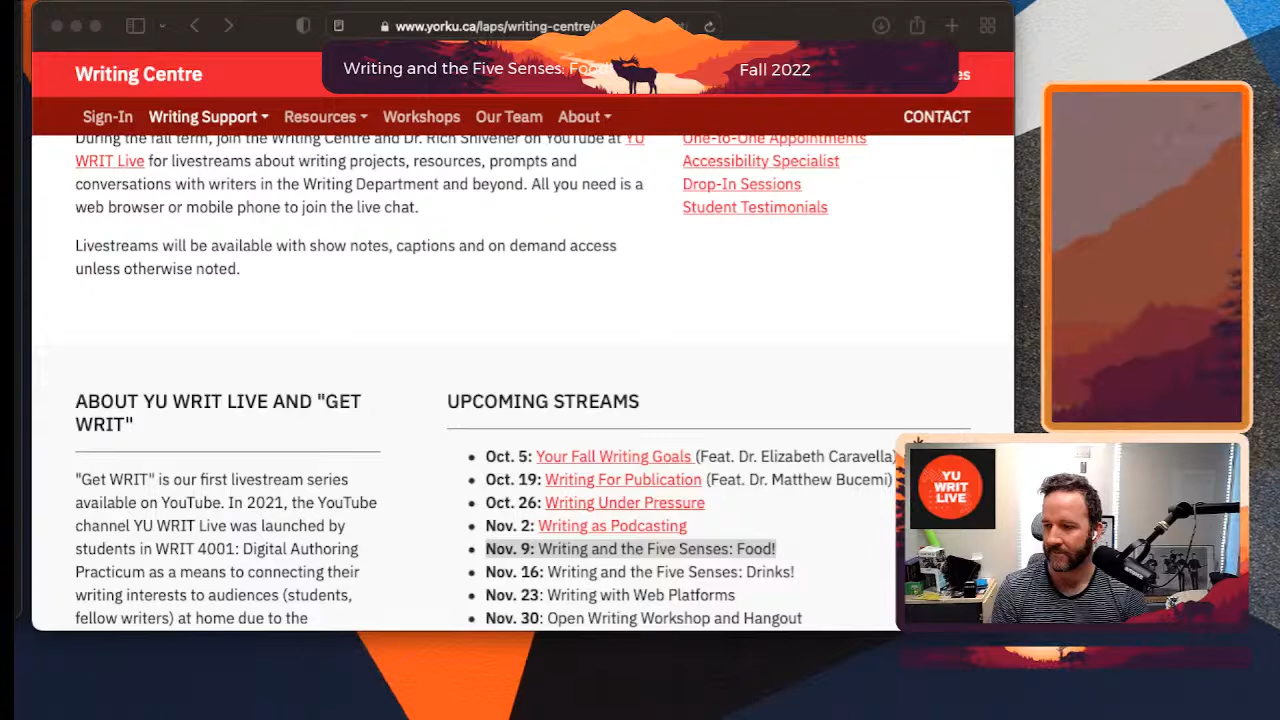 www.yorku.ca/laps/writing-centre/
Writing Centre
Writing and the Five Senses: Food!
Fall 2022
Sign-In Writing Support Resources Workshops Our Team About CONTACT
During the fall term, join the Writing Centre and Dr. Rich Shivener on YouTube at YU
WRIT Live for livestreams about writing projects, resources, prompts and
conversations with writers in the Writing Department and beyond. All you need is a
web browser or mobile phone to join the live chat.
Livestreams will be available with show notes, captions and on demand access
unless otherwise noted.
One-to-One Appointments
Accessibility Specialist
Drop-In Sessions
Student Testimonials
ABOUT YU WRIT LIVE AND "GET
WRIT"
"Get WRIT" is our first livestream series
available on YouTube. In 2021, the YouTube
channel YU WRIT Live was launched by
students in WRIT 4001: Digital Authoring
Practicum as a means to connecting their
writing interests to audiences (students,
fellow writers) at home due to the
UPCOMING STREAMS
Oct. 5: Your Fall Writing Goals (Feat. Dr. Elizabeth Caravella)
Oct. 19: Writing For Publication (Feat. Dr. Matthew Bucemi)
Oct. 26: Writing Under Pressure
Nov. 2: Writing as Podcasting
Nov. 9: Writing and the Five Senses: Food!
Nov. 16: Writing and the Five Senses: Drinks!
Nov. 23: Writing with Web Platforms
Nov. 30: Open Writing Workshop and Hangout
YU
WRIT
LIVE